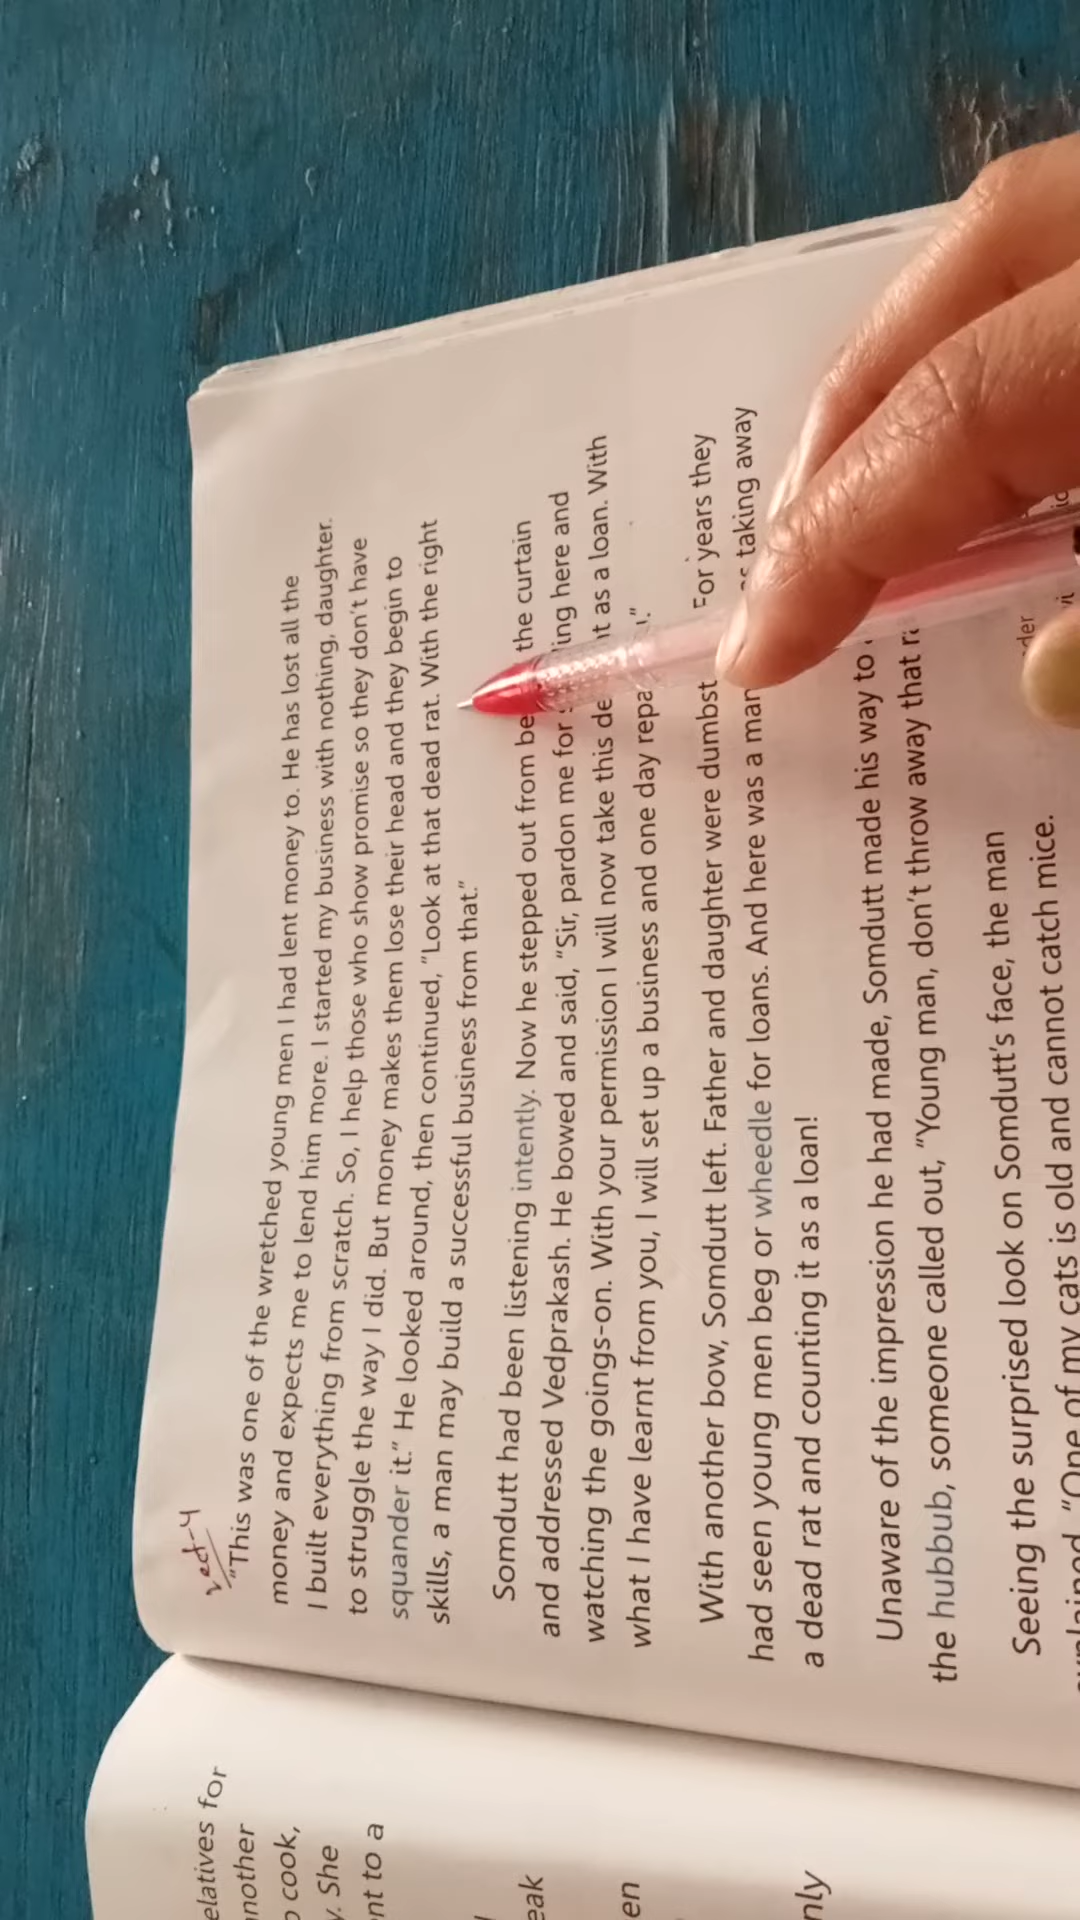 elatives for
nother
cook,
y. She
nt to a
eak
en
nly
"This was one of the wretched young men I had lent money to. He has lost all the
money and expects me to lend him more. I started my business with nothing, daughter.
I built everything from scratch. So, I help those who show promise so they don't have
to struggle the way I did. But money makes them lose their head and they begin to
squander it." He looked around, then continued, "Look at that dead rat. With the right
skills, a man may build a successful business from that."
Somdutt had been listening intently. Now he stepped out from be the curtain
and addressed Vedprakash. He bowed and said, "Sir, pardon me for ing here and
watching the goings-on. With your permission I will now take this de t as a loan. With
what I have learnt from you, I will set up a business and one day repa
With another bow, Somdutt left. Father and daughter were dumbst For years they
had seen young men beg or wheedle for loans. And here was a man taking away
a dead rat and counting it as a loan!
Unaware of the impression he had made, Somdutt made his way to
the hubbub, someone called out, "Young man, don't throw away that ra
Seeing the surprised look on Somdutt's face, the man
"One of my cats is old and cannot catch mice.